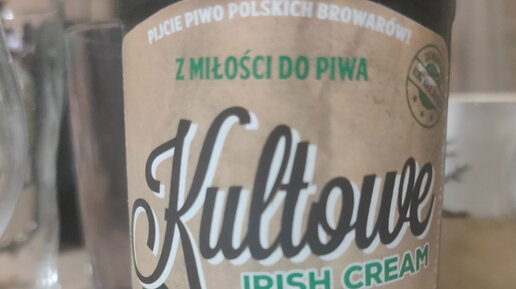 PIJCIE PIWO POLSKICH BROWARÓW!
Z MIŁOŚCI DO PIWA
Kultowe
IRISH CREAM